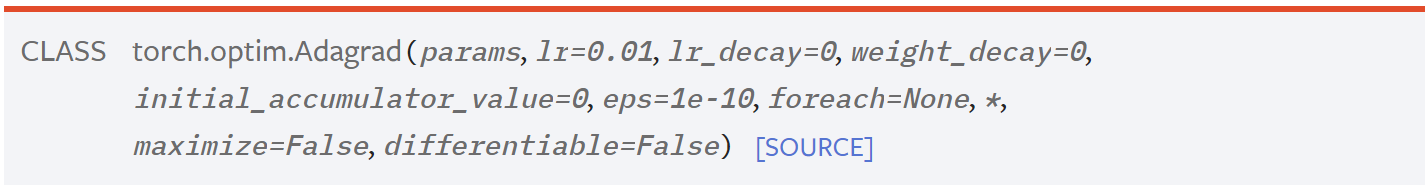 CLASS torch.optim.Adagrad(params, lr=0.01, lr_decay=0, weight_decay=0,
initial_accumulator_value=0, eps=1e-10, foreach=None, *,
maximize=False, differentiable=False) [SOURCE]